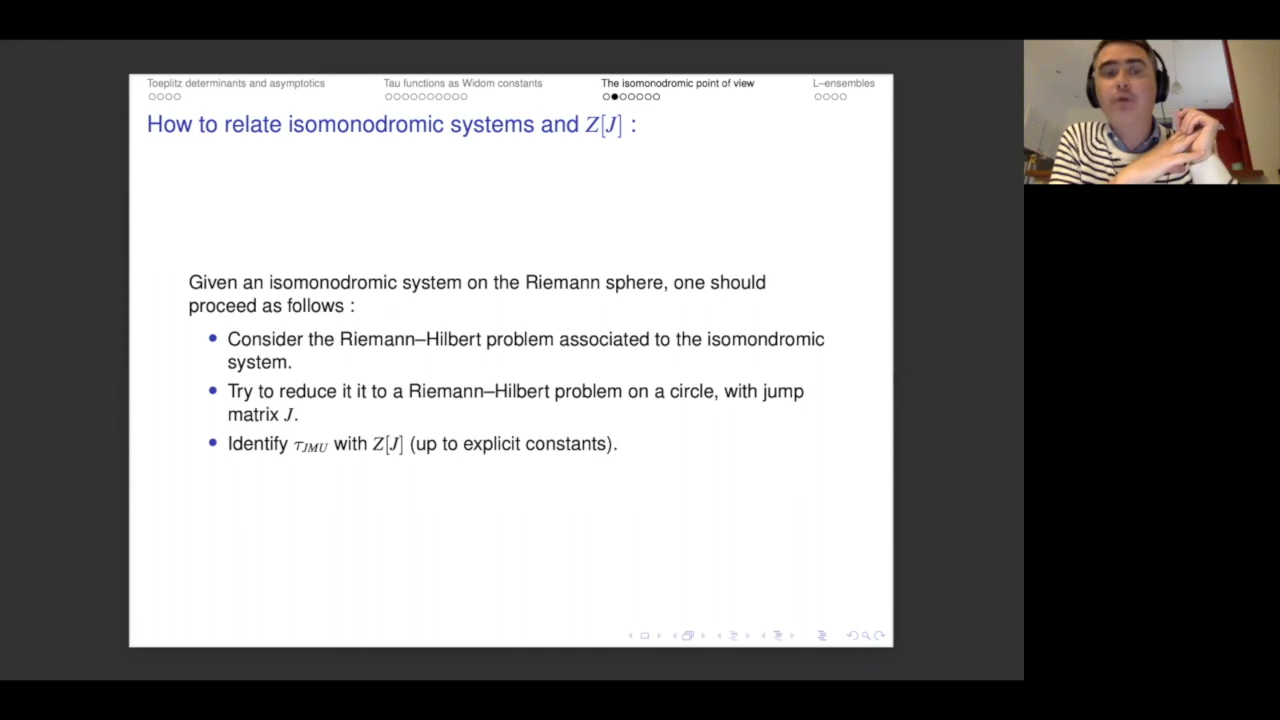 Toeplitz determinants and asymptotics
Tau functions as Widom constants
The isomonodromic point of view
L–ensembles
How to relate isomonodromic systems and Z[J] :
Given an isomonodromic system on the Riemann sphere, one should
proceed as follows :
Consider the Riemann–Hilbert problem associated to the isomondromic
system.
Try to reduce it it to a Riemann–Hilbert problem on a circle, with jump
matrix J.
Identify τJMU with Z[J] (up to explicit constants).